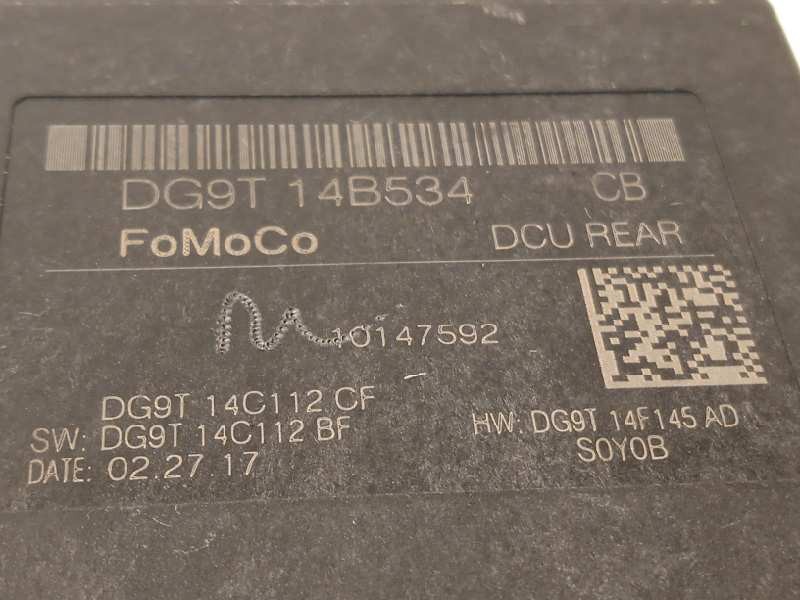 DG9T 14B534 CB
FoMoCo DCU REAR
10147592
DG9T 14C112 CF
SW: DG9T 14C112 BF
HW: DG9T 14F145 AD
DATE: 02.27.17
S0Y0B